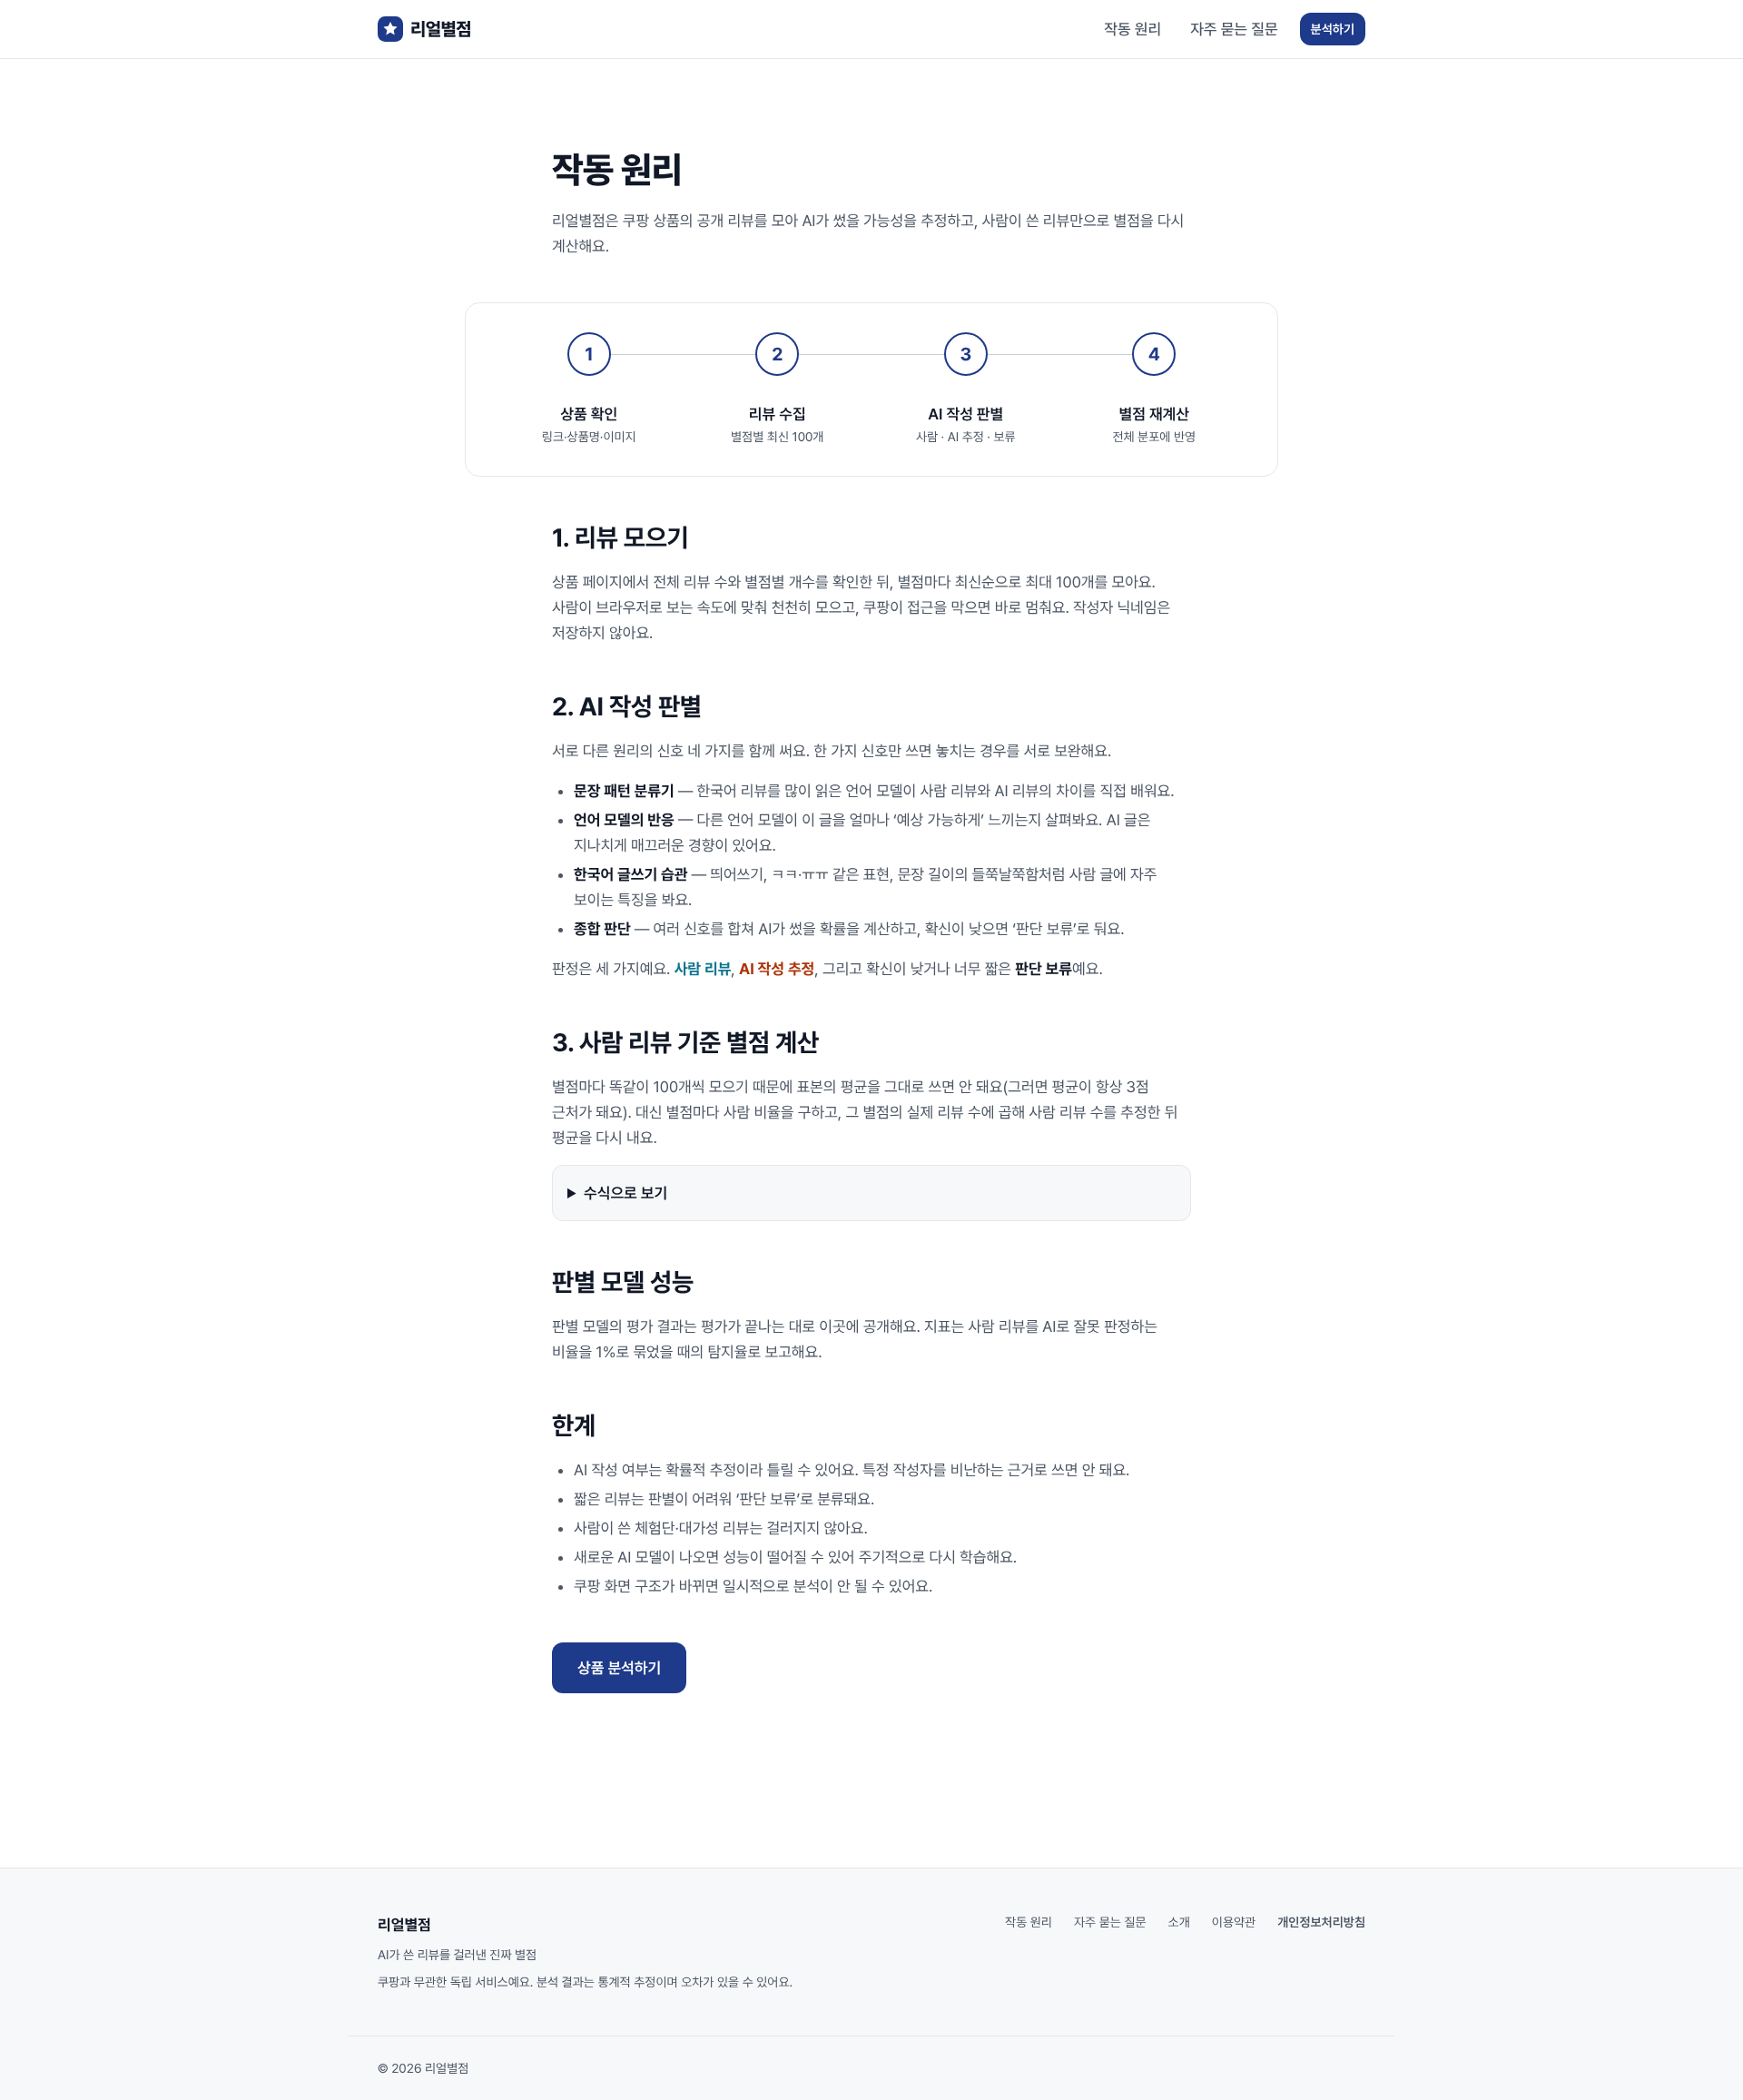 리얼별점
작동 원리
자주 묻는 질문
분석하기
작동 원리
리얼별점은 쿠팡 상품의 공개 리뷰를 모아 AI가 썼을 가능성을 추정하고, 사람이 쓴 리뷰만으로 별점을 다시
계산해요.
1
2
3
4
상품 확인
리뷰 수집
AI 작성 판별
별점 재계산
링크·상품명·이미지
별점별 최신 100개
사람 · AI 추정 · 보류
전체 분포에 반영
1. 리뷰 모으기
상품 페이지에서 전체 리뷰 수와 별점별 개수를 확인한 뒤, 별점마다 최신순으로 최대 100개를 모아요.
사람이 브라우저로 보는 속도에 맞춰 천천히 모으고, 쿠팡이 접근을 막으면 바로 멈춰요. 작성자 닉네임은
저장하지 않아요.
2. AI 작성 판별
서로 다른 원리의 신호 네 가지를 함께 써요. 한 가지 신호만 쓰면 놓치는 경우를 서로 보완해요.
• 문장 패턴 분류기 — 한국어 리뷰를 많이 읽은 언어 모델이 사람 리뷰와 AI 리뷰의 차이를 직접 배워요.
• 언어 모델의 반응 — 다른 언어 모델이 이 글을 얼마나 ‘예상 가능하게’ 느끼는지 살펴봐요. AI 글은
지나치게 매끄러운 경향이 있어요.
• 한국어 글쓰기 습관 — 띄어쓰기, ㅋㅋ·ㅠㅠ 같은 표현, 문장 길이의 들쭉날쭉함처럼 사람 글에 자주
보이는 특징을 봐요.
• 종합 판단 — 여러 신호를 합쳐 AI가 썼을 확률을 계산하고, 확신이 낮으면 ‘판단 보류’로 둬요.
판정은 세 가지예요. 사람 리뷰, AI 작성 추정, 그리고 확신이 낮거나 너무 짧은 판단 보류예요.
3. 사람 리뷰 기준 별점 계산
별점마다 똑같이 100개씩 모으기 때문에 표본의 평균을 그대로 쓰면 안 돼요(그러면 평균이 항상 3점
근처가 돼요). 대신 별점마다 사람 비율을 구하고, 그 별점의 실제 리뷰 수에 곱해 사람 리뷰 수를 추정한 뒤
평균을 다시 내요.
▶ 수식으로 보기
판별 모델 성능
판별 모델의 평가 결과는 평가가 끝나는 대로 이곳에 공개해요. 지표는 사람 리뷰를 AI로 잘못 판정하는
비율을 1%로 묶었을 때의 탐지율로 보고해요.
한계
• AI 작성 여부는 확률적 추정이라 틀릴 수 있어요. 특정 작성자를 비난하는 근거로 쓰면 안 돼요.
• 짧은 리뷰는 판별이 어려워 ‘판단 보류’로 분류돼요.
• 사람이 쓴 체험단·대가성 리뷰는 걸러지지 않아요.
• 새로운 AI 모델이 나오면 성능이 떨어질 수 있어 주기적으로 다시 학습해요.
• 쿠팡 화면 구조가 바뀌면 일시적으로 분석이 안 될 수 있어요.
상품 분석하기
리얼별점
작동 원리
자주 묻는 질문
소개
이용약관
개인정보처리방침
AI가 쓴 리뷰를 걸러낸 진짜 별점
쿠팡과 무관한 독립 서비스예요. 분석 결과는 통계적 추정이며 오차가 있을 수 있어요.
© 2026 리얼별점